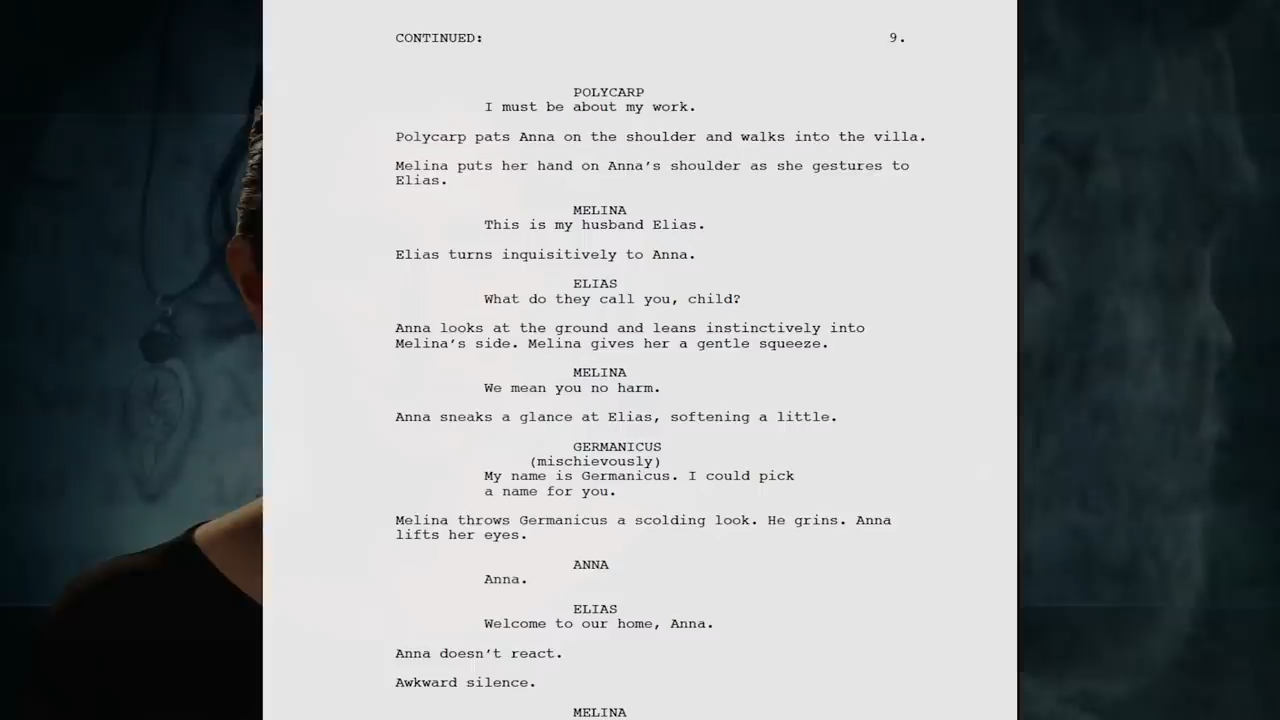 CONTINUED: 9.
POLYCARP
I must be about my work.
Polycarp pats Anna on the shoulder and walks into the villa.
Melina puts her hand on Anna's shoulder as she gestures to
Elias.
MELINA
This is my husband Elias.
Elias turns inquisitively to Anna.
ELIAS
What do they call you, child?
Anna looks at the ground and leans instinctively into
Melina's side. Melina gives her a gentle squeeze.
MELINA
We mean you no harm.
Anna sneaks a glance at Elias, softening a little.
GERMANICUS
(mischievously)
My name is Germanicus. I could pick
a name for you.
Melina throws Germanicus a scolding look. He grins. Anna
lifts her eyes.
ANNA
Anna.
ELIAS
Welcome to our home, Anna.
Anna doesn't react.
Awkward silence.
MELINA